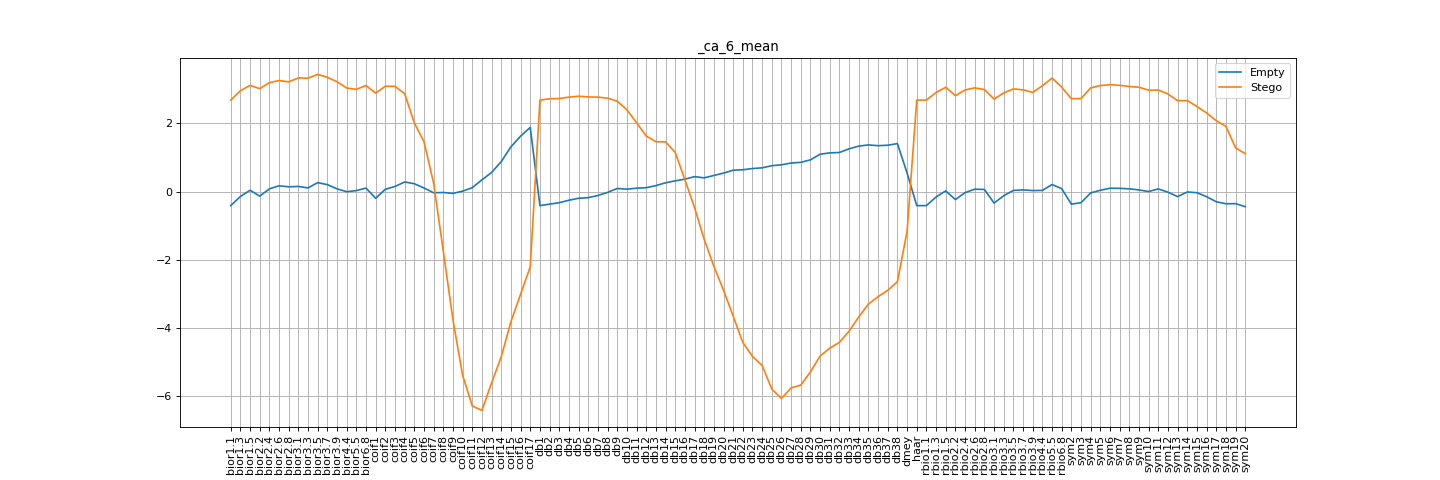 _ca_6_mean
Empty
Stego
2
0
−2
−4
−6
bior1.1
bior1.3
bior1.5
bior2.2
bior2.4
bior2.6
bior2.8
bior3.1
bior3.3
bior3.5
bior3.7
bior3.9
bior4.4
bior5.5
bior6.8
coif1
coif2
coif3
coif4
coif5
coif6
coif7
coif8
coif9
coif10
coif11
coif12
coif13
coif14
coif15
coif16
coif17
db1
db2
db3
db4
db5
db6
db7
db8
db9
db10
db11
db12
db13
db14
db15
db16
db17
db18
db19
db20
db21
db22
db23
db24
db25
db26
db27
db28
db29
db30
db31
db32
db33
db34
db35
db36
db37
db38
dmey
haar
rbio1.1
rbio1.3
rbio1.5
rbio2.2
rbio2.4
rbio2.6
rbio2.8
rbio3.1
rbio3.3
rbio3.5
rbio3.7
rbio3.9
rbio4.4
rbio5.5
rbio6.8
sym2
sym3
sym4
sym5
sym6
sym7
sym8
sym9
sym10
sym11
sym12
sym13
sym14
sym15
sym16
sym17
sym18
sym19
sym20